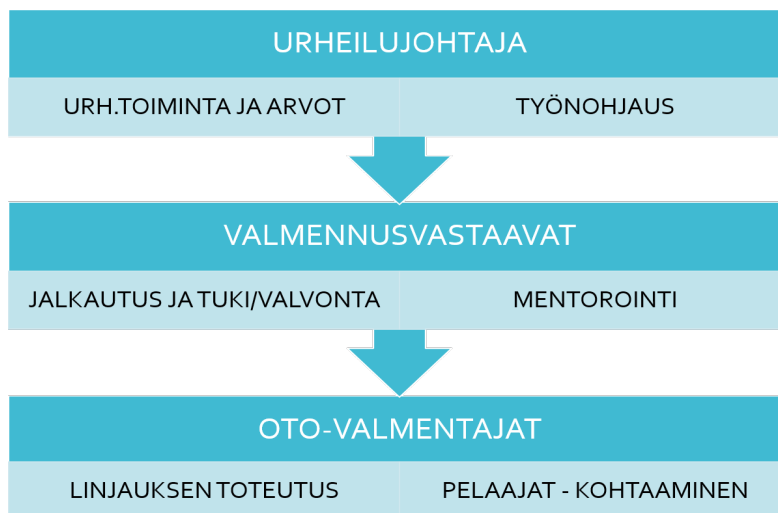 URHEILUJOHTAJA
URH.TOIMINTA JA ARVOT
TYÖNOHJAUS
VALMENNUSVASTAAVAT
JALKAUTUS JA TUKI/VALVONTA
MENTOROINTI
OTO-VALMENTAJAT
LINJAUKSEN TOTEUTUS
PELAAJAT - KOHTAAMINEN